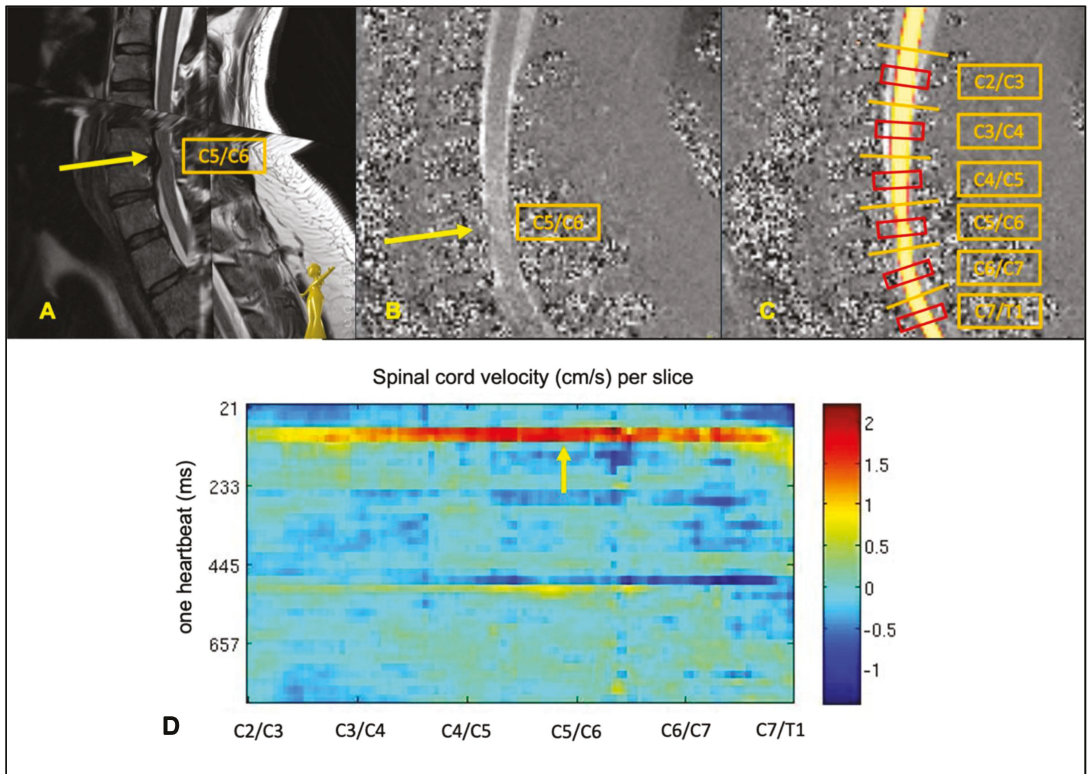 C5/C6
A
C5/C6
B
C2/C3
C3/C4
C4/C5
C5/C6
C6/C7
C7/T1
C
Spinal cord velocity (cm/s) per slice
one heartbeat (ms)
21
233
445
657
2
1.5
1
0.5
0
-0.5
-1
D
C2/C3
C3/C4
C4/C5
C5/C6
C6/C7
C7/T1